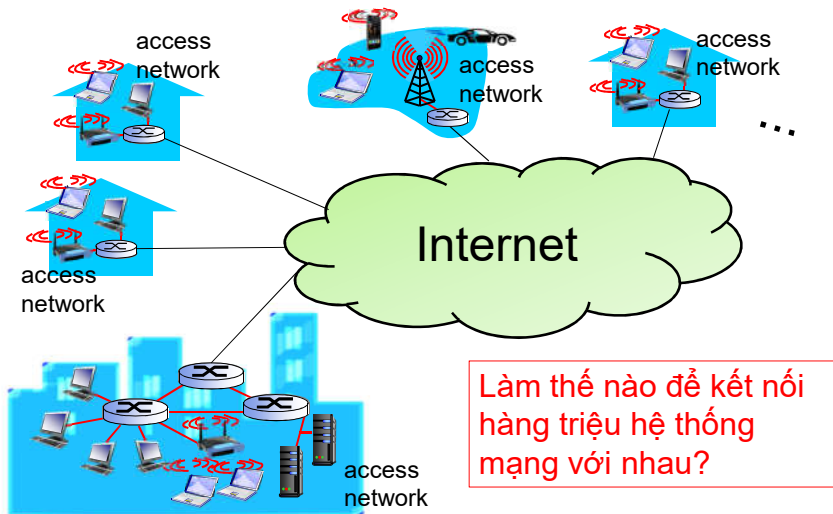 access
network
access
network
access
network
...
access
network
Internet
access
network
Làm thế nào để kết nối
hàng triệu hệ thống
mạng với nhau?